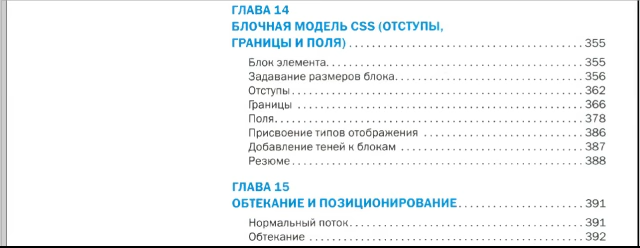 ГЛАВА 14
БЛОЧНАЯ МОДЕЛЬ CSS (ОТСТУПЫ,
ГРАНИЦЫ И ПОЛЯ) 355
Блок элемента 355
Задавание размеров блока 356
Отступы 362
Границы 366
Поля 378
Присвоение типов отображения 386
Добавление теней к блокам 387
Резюме 388
ГЛАВА 15
ОБТЕКАНИЕ И ПОЗИЦИОНИРОВАНИЕ 391
Нормальный поток 391
Обтекание 392